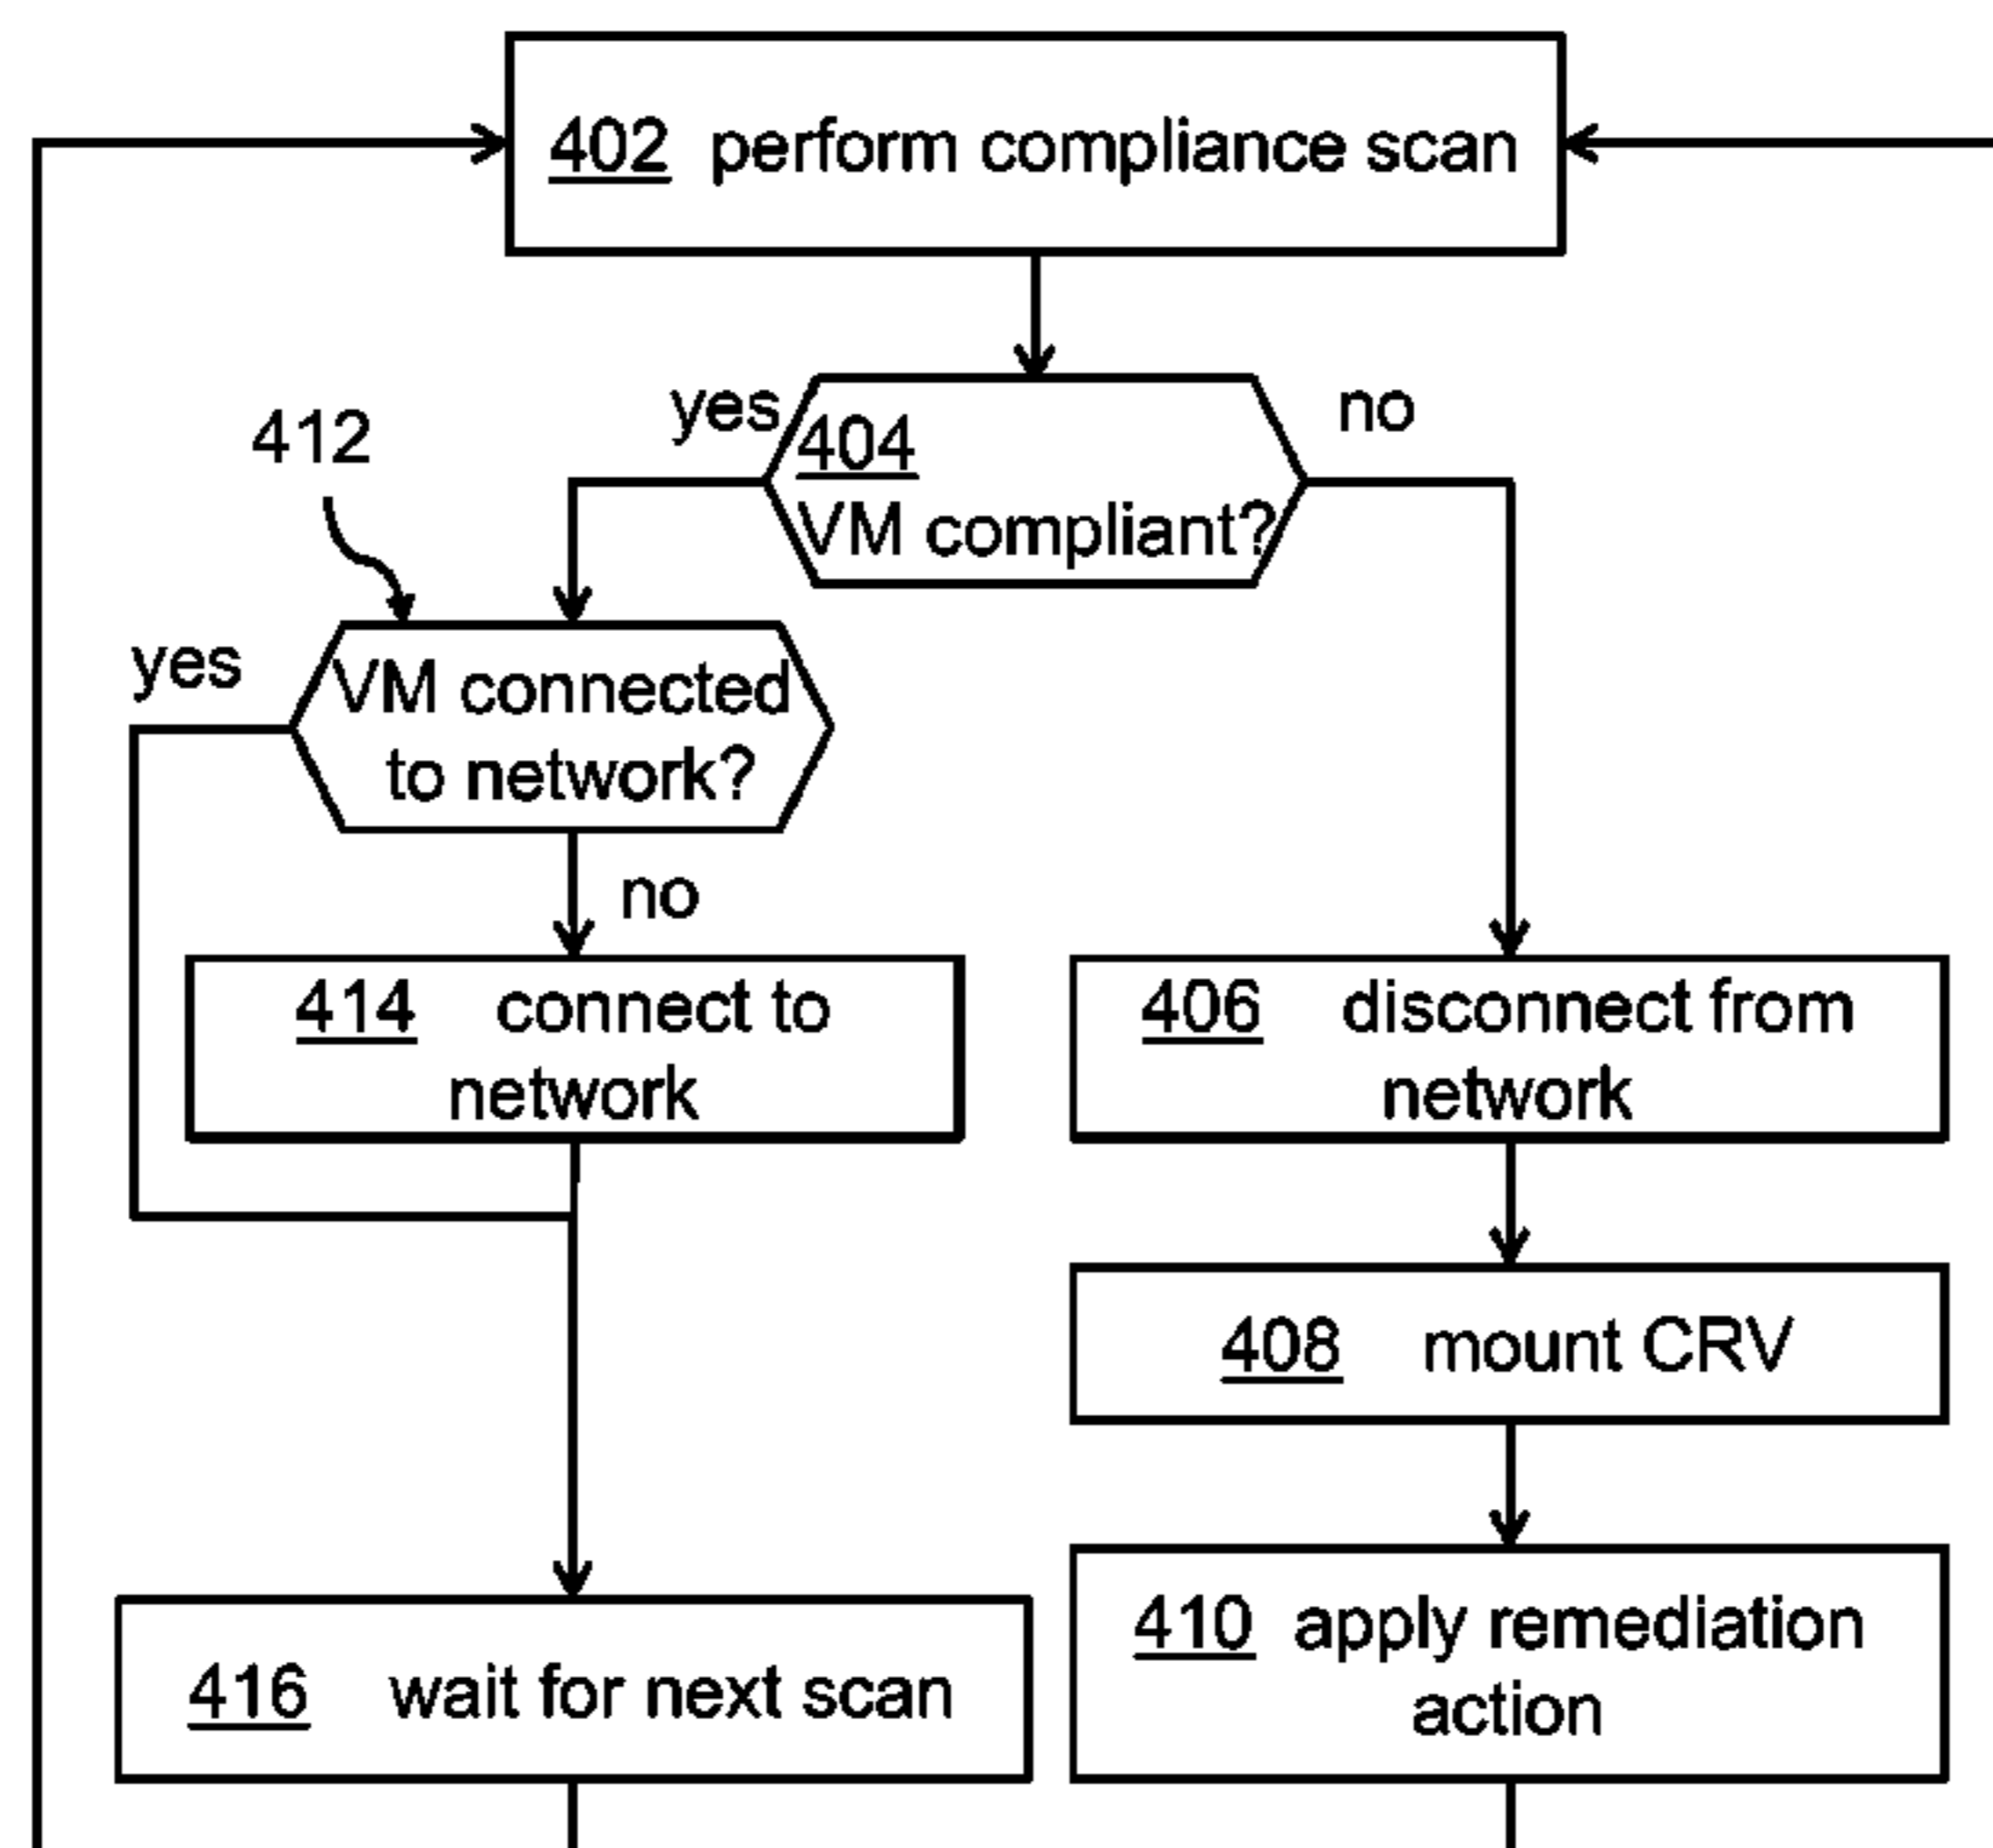 402 perform compliance scan
yes
404
no
VM compliant?
412
yes
VM connected
to network?
no
414 connect to
network
406 disconnect from
network
408 mount CRV
410 apply remediation
action
416 wait for next scan